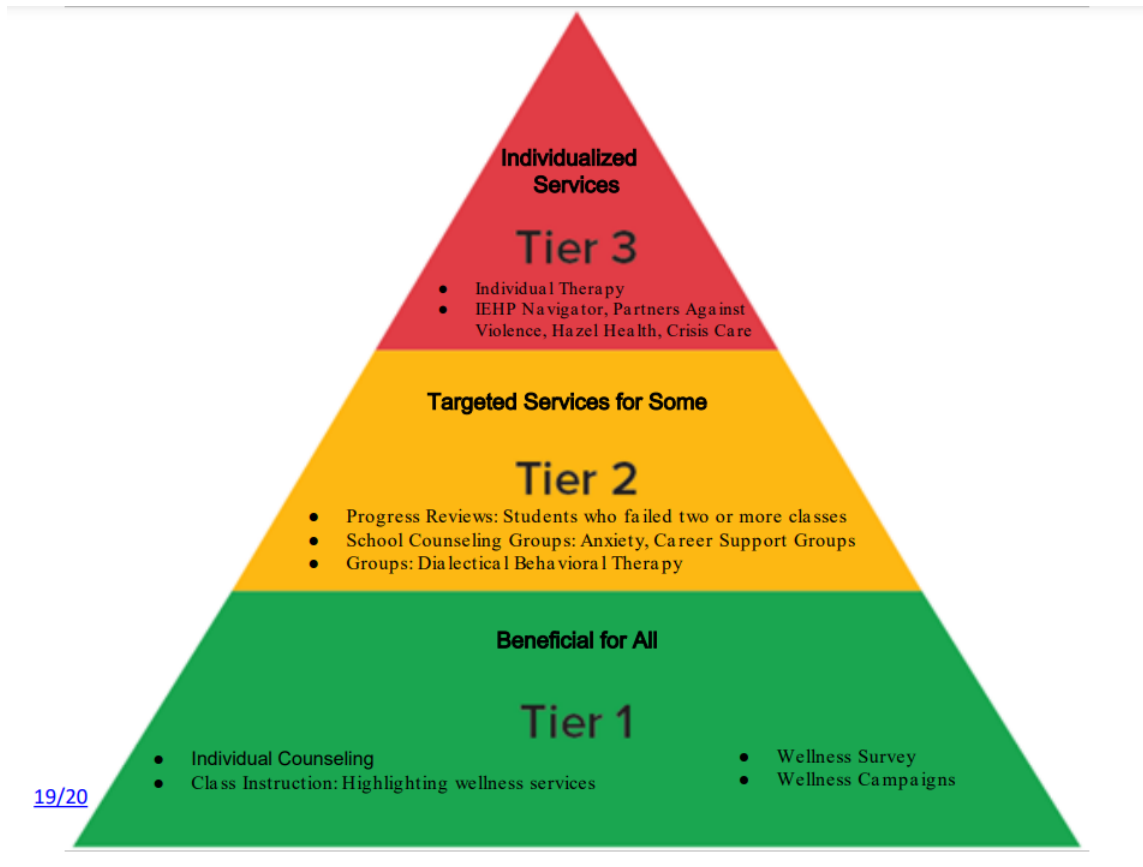 Individualized
Services
Tier 3
● Individual Therapy
● IEHP Navigator, Partners Against
Violence, Hazel Health, Crisis Care
Targeted Services for Some
Tier 2
● Progress Reviews: Students who failed two or more classes
● School Counseling Groups: Anxiety, Career Support Groups
● Groups: Dialectical Behavioral Therapy
Beneficial for All
Tier 1
● Individual Counseling
● Class Instruction: Highlighting wellness services
● Wellness Survey
● Wellness Campaigns
19/20